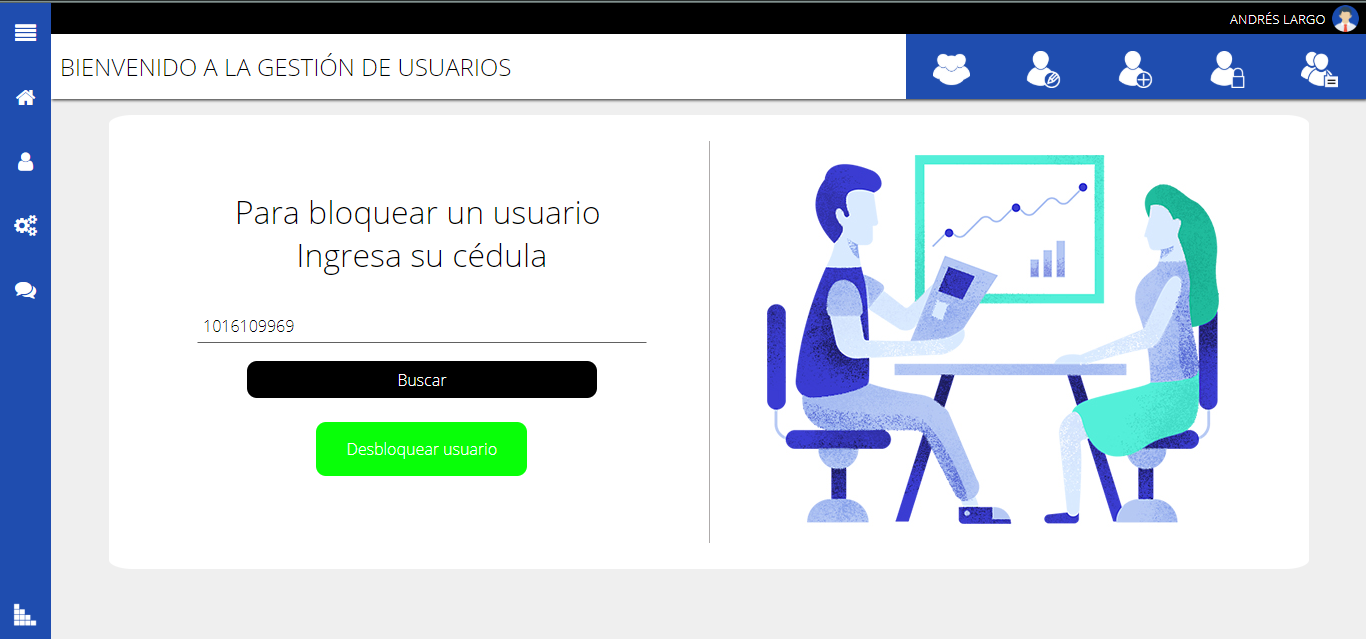 ANDRÉS LARGO
BIENVENIDO A LA GESTIÓN DE USUARIOS
Para bloquear un usuario
Ingresa su cédula
1016109969
Buscar
Desbloquear usuario